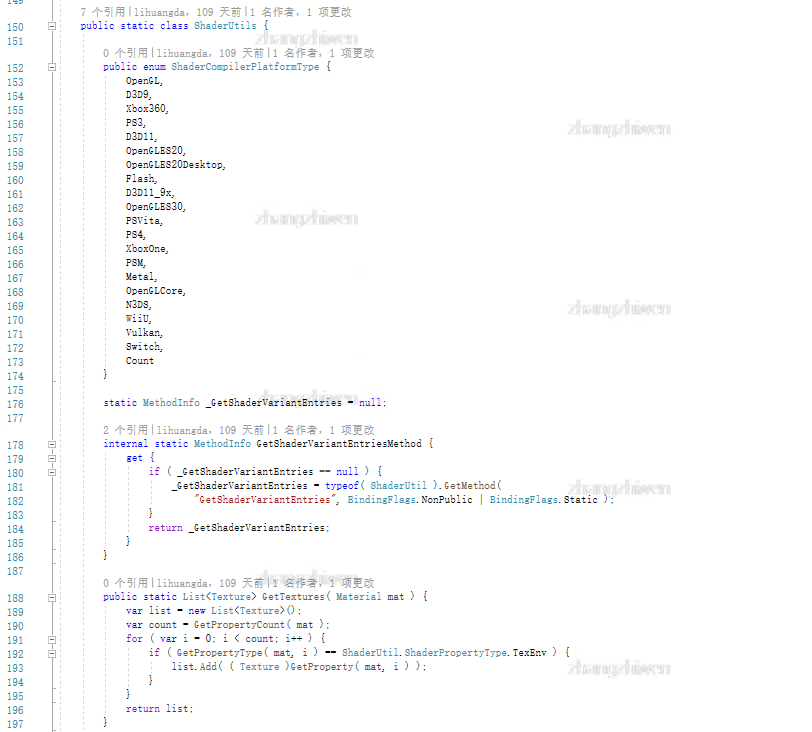 149
7 个引用|lihuangda，109 天前|1 名作者，1 项更改
150 public static class ShaderUtils {
151
0 个引用|lihuangda，109 天前|1 名作者，1 项更改
152 public enum ShaderCompilerPlatformType {
153 OpenGL,
154 D3D9,
155 Xbox360,
156 PS3,
157 D3D11,
158 OpenGLES20,
159 OpenGLES20Desktop,
160 Flash,
161 D3D11_9x,
162 OpenGLES30,
163 PSVita,
164 PS4,
165 XboxOne,
166 PSM,
167 Metal,
168 OpenGLCore,
169 N3DS,
170 WiiU,
171 Vulkan,
172 Switch,
173 Count
174 }
175
176 static MethodInfo _GetShaderVariantEntries = null;
177
2 个引用|lihuangda，109 天前|1 名作者，1 项更改
178 internal static MethodInfo GetShaderVariantEntriesMethod {
179 get {
180 if ( _GetShaderVariantEntries == null ) {
181 _GetShaderVariantEntries = typeof( ShaderUtil ).GetMethod(
182 "GetShaderVariantEntries", BindingFlags.NonPublic | BindingFlags.Static );
183 }
184 return _GetShaderVariantEntries;
185 }
186 }
187
0 个引用|lihuangda，109 天前|1 名作者，1 项更改
188 public static List<Texture> GetTextures( Material mat ) {
189 var list = new List<Texture>();
190 var count = GetPropertyCount( mat );
191 for ( var i = 0; i < count; i++ ) {
192 if ( GetPropertyType( mat, i ) == ShaderUtil.ShaderPropertyType.TexEnv ) {
193 list.Add( ( Texture )GetProperty( mat, i ) );
194 }
195 }
196 return list;
197 }
zhangzhiwen
zhangzhiwen
zhangzhiwen
zhangzhiwen
zhangzhiwen
zhangzhiwen
zhangzhiwen
zhangzhiwen